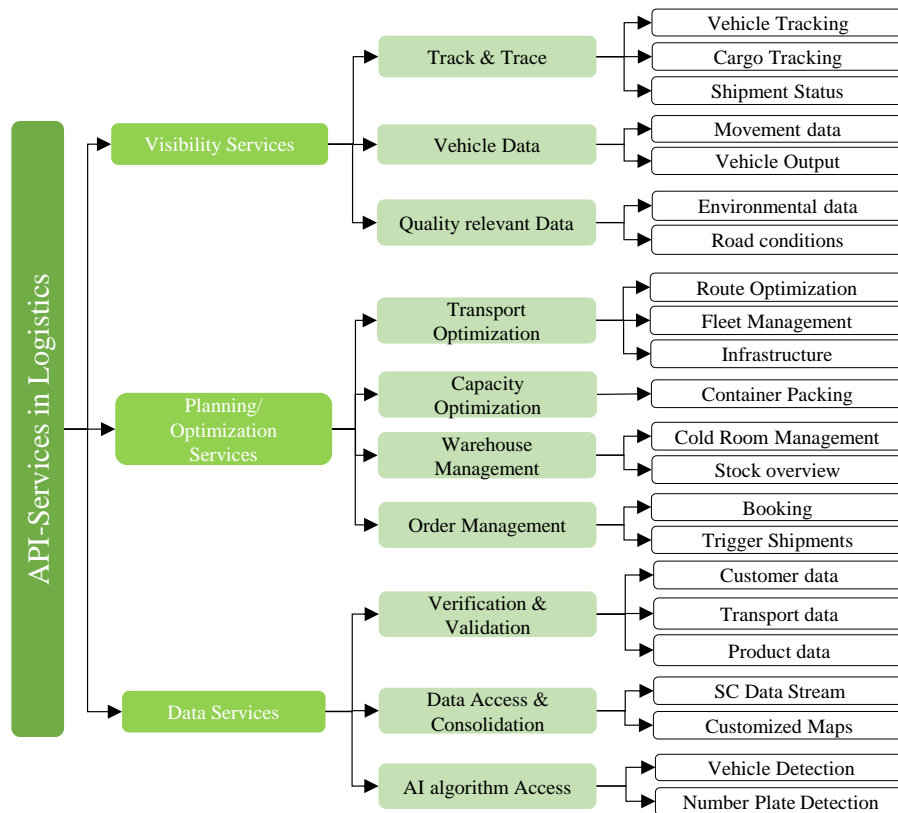 API-Services in Logistics
Visibility Services
Track & Trace
Vehicle Tracking
Cargo Tracking
Shipment Status
Vehicle Data
Movement data
Vehicle Output
Quality relevant Data
Environmental data
Road conditions
Planning/
Optimization
Services
Transport
Optimization
Route Optimization
Fleet Management
Infrastructure
Capacity
Optimization
Container Packing
Warehouse
Management
Cold Room Management
Stock overview
Order Management
Booking
Trigger Shipments
Data Services
Verification &
Validation
Customer data
Transport data
Product data
Data Access &
Consolidation
SC Data Stream
Customized Maps
AI algorithm Access
Vehicle Detection
Number Plate Detection